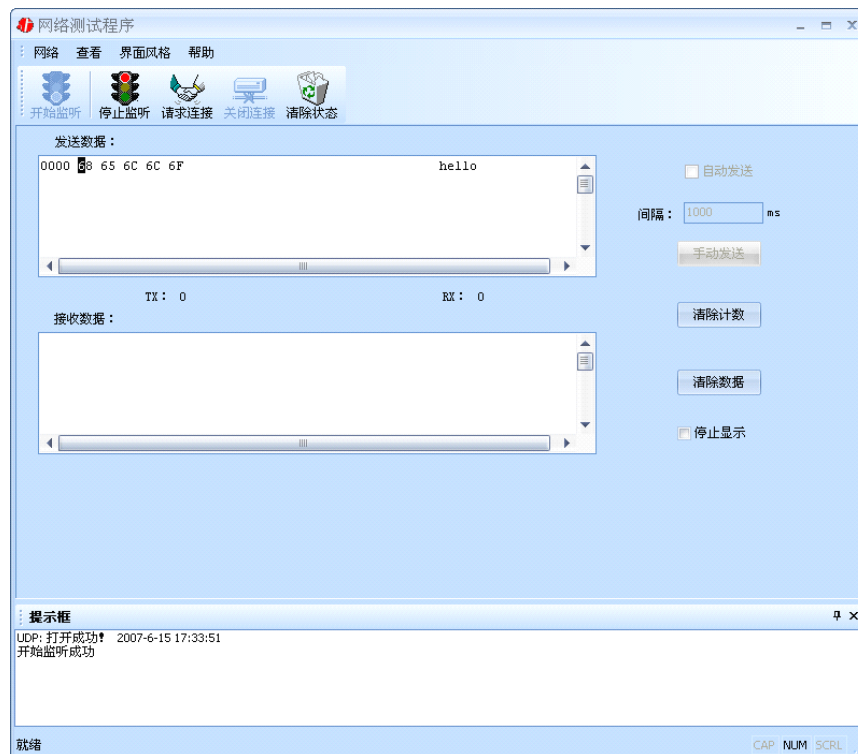 网络测试程序
网络 查看 界面风格 帮助
开始监听 停止监听 请求连接 关闭连接 清除状态
发送数据：
0000 68 65 6C 6C 6F hello
自动发送
间隔： 1000 ms
手动发送
TX： 0 RX： 0
清除计数
接收数据：
清除数据
停止显示
提示框
UDP: 打开成功! 2007-6-15 17:33:51
开始监听成功
就绪 CAP NUM SCRL